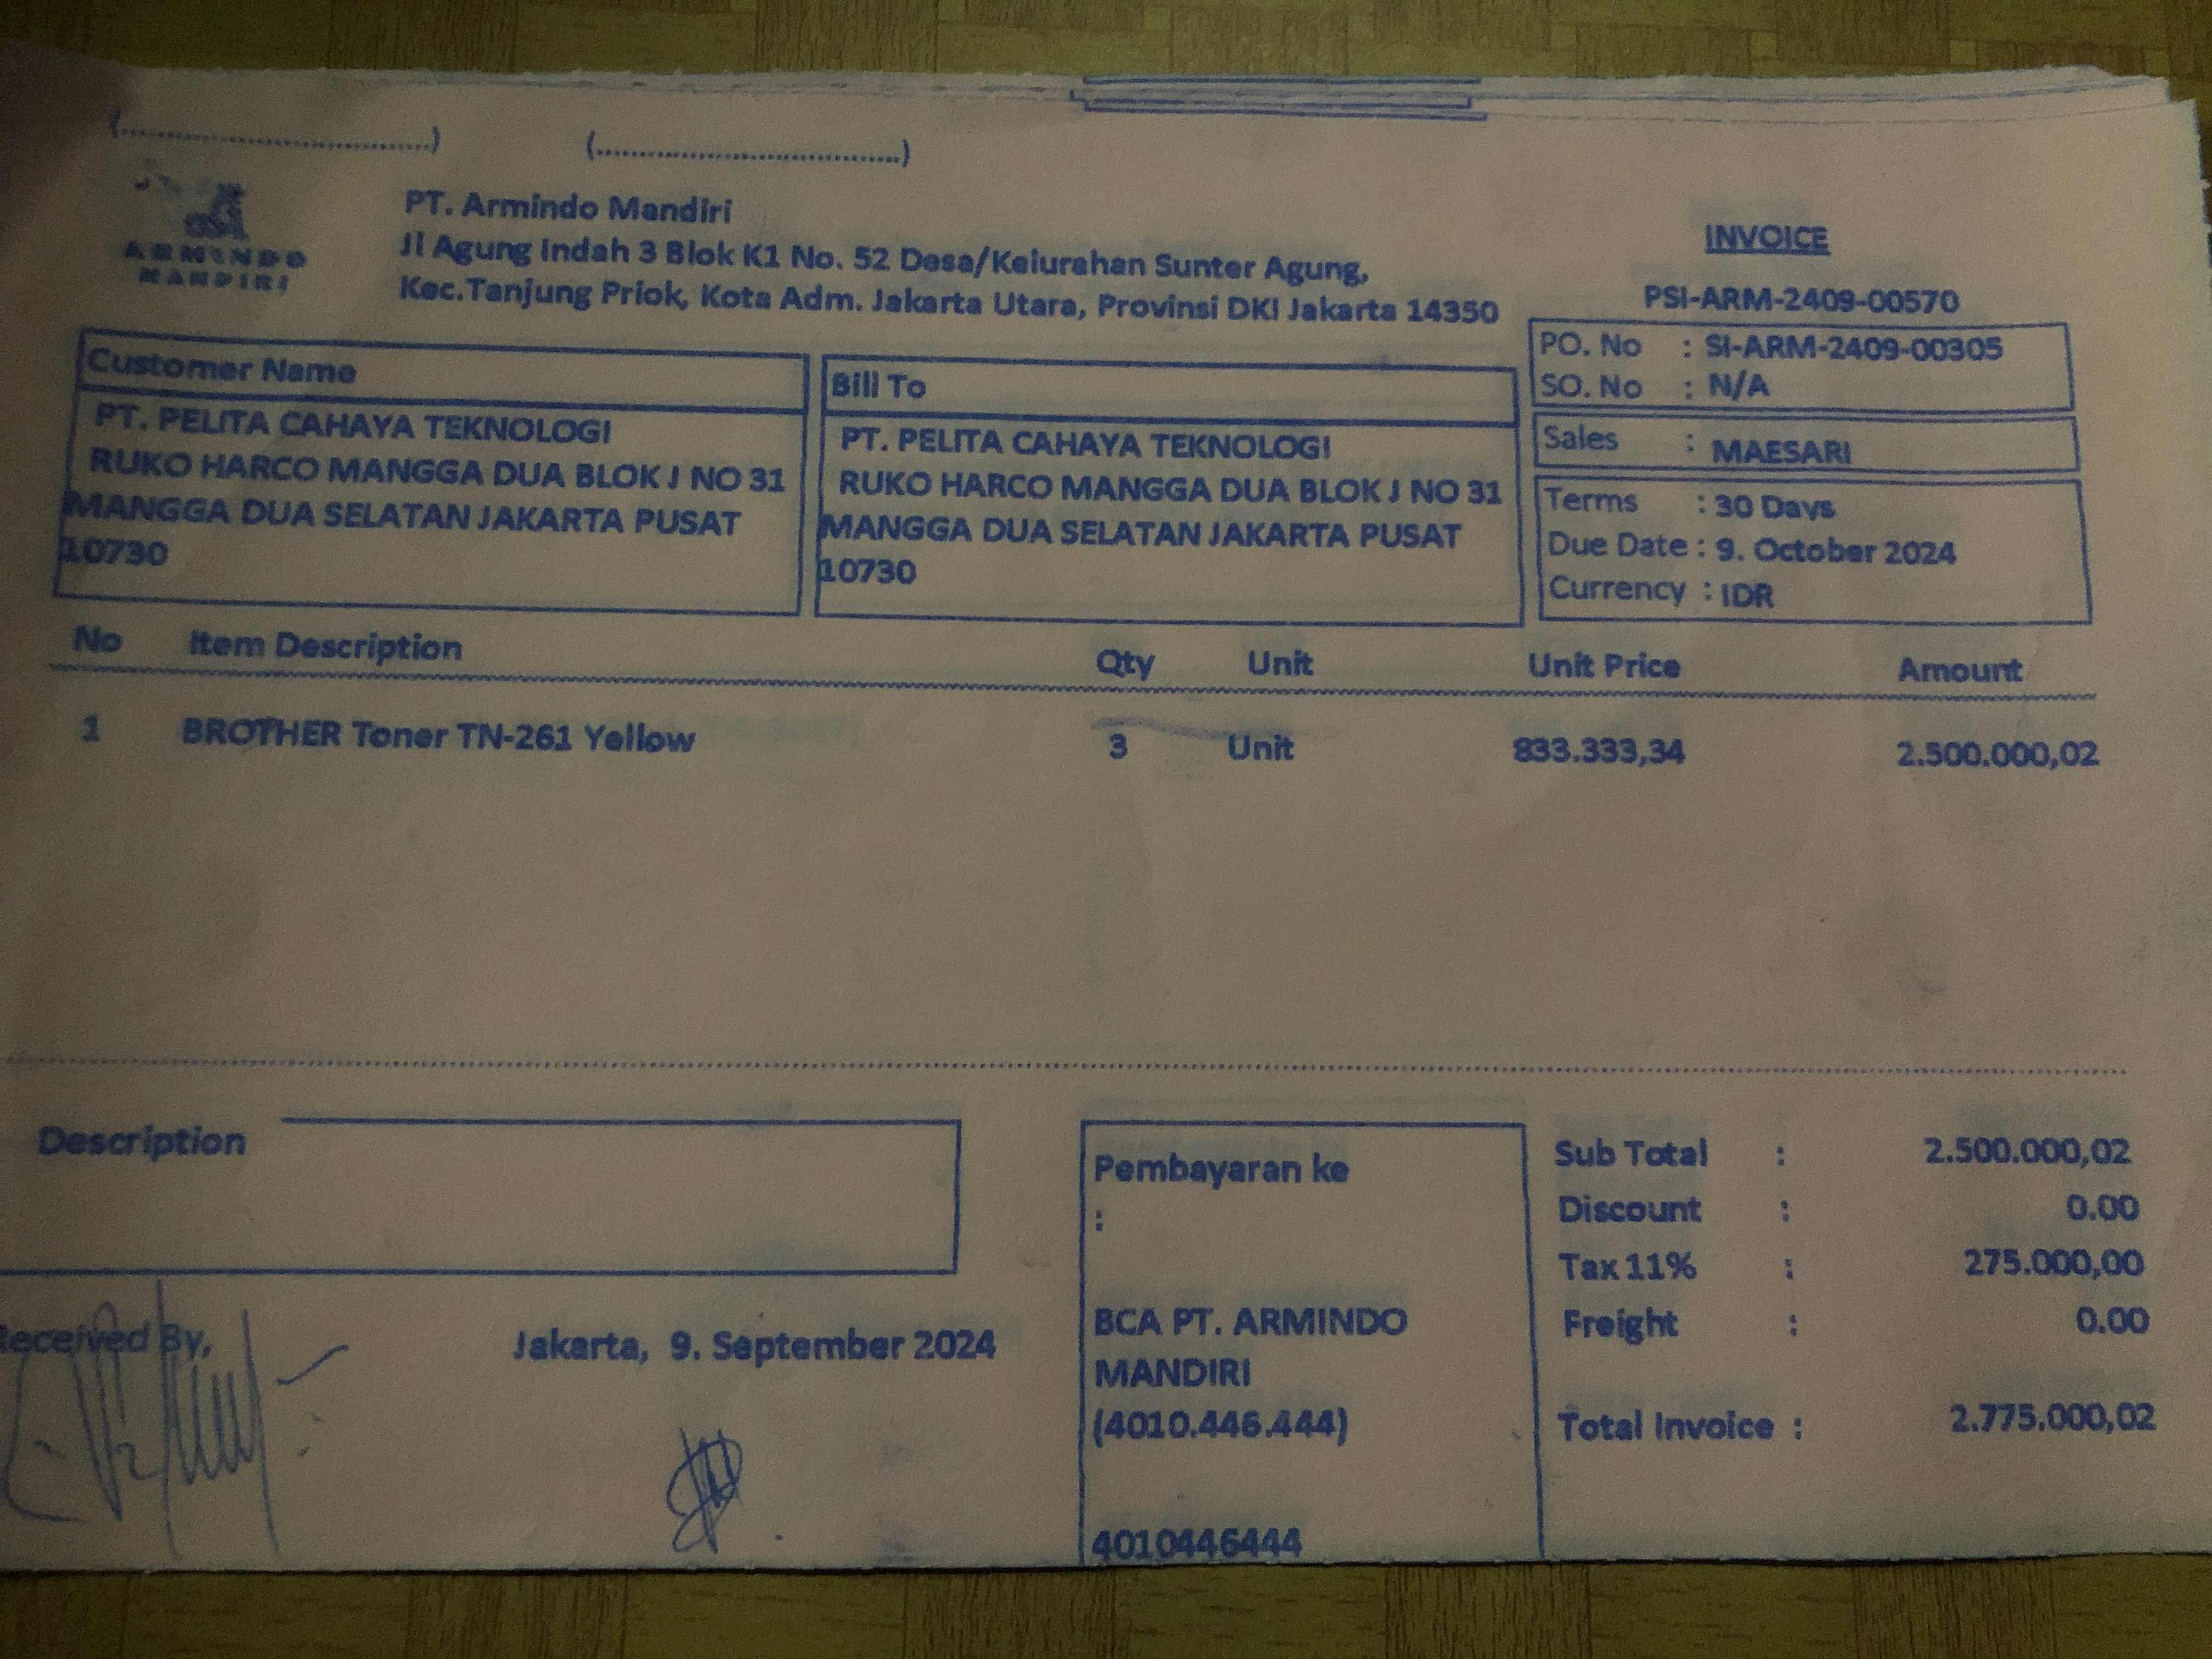 (..............................)
(..............................)
ARMINDO
MANDIRI
PT. Armindo Mandiri
Jl Agung Indah 3 Blok K1 No. 52 Desa/Kelurahan Sunter Agung,
Kec.Tanjung Priok, Kota Adm. Jakarta Utara, Provinsi DKI Jakarta 14350
INVOICE
PSI-ARM-2409-00570
PO. No : SI-ARM-2409-00305
SO. No : N/A
Sales : MAESARI
Terms : 30 Days
Due Date : 9. October 2024
Currency : IDR
Customer Name
PT. PELITA CAHAYA TEKNOLOGI
RUKO HARCO MANGGA DUA BLOK J NO 31
MANGGA DUA SELATAN JAKARTA PUSAT
10730
Bill To
PT. PELITA CAHAYA TEKNOLOGI
RUKO HARCO MANGGA DUA BLOK J NO 31
MANGGA DUA SELATAN JAKARTA PUSAT
10730
No Item Description Qty Unit Unit Price Amount
1 BROTHER Toner TN-261 Yellow 3 Unit 833.333,34 2.500.000,02
Description
Received By,
Jakarta, 9. September 2024
Pembayaran ke
:
BCA PT. ARMINDO
MANDIRI
(4010.446.444)
4010446444
Sub Total : 2.500.000,02
Discount : 0.00
Tax 11% : 275.000,00
Freight : 0.00
Total Invoice : 2.775.000,02